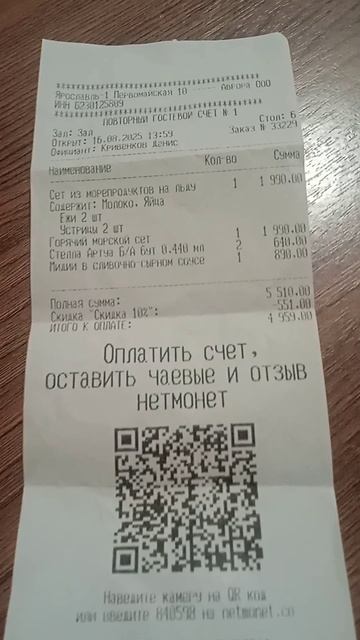 Ярославль-1 Первомайская 10 ---- Аврора ООО
ИНН 6230125889
ПОВТОРНЫЙ ГОСТЕВОЙ СЧЕТ № 1
Зал: Зал Стол: 6
Открыт: 16.08.2025 13:59 Заказ № 33229
Официант: Кривенков Денис
Наименование Кол-во Сумма
Сет из морепродуктов на льду 1 1 990.00
Содержит: Молоко, Яйца
Ежи 2 шт
Устрицы 2 шт
Горячий морской сет 1 1 990.00
Стелла Артуа Б/А бут 0.440 мл 2 640.00
Мидии в сливочно сырном соусе 1 890.00
Полная сумма: 5 510.00
Скидка "Скидка 10%": -551.00
ИТОГО К ОПЛАТЕ: 4 959.00
Оплатить счет,
оставить чаевые и отзыв
нетмонет
Наведите камеру на QR код
или введите 840598 на netmonet.co